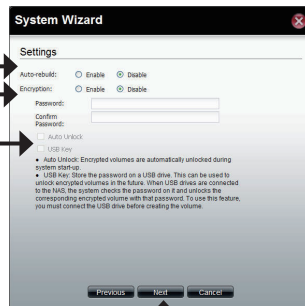 System Wizard
Settings
Auto-rebuild: Enable Disable
Encryption: Enable Disable
Password:
Confirm
Password:
Auto Unlock
USB Key
● Auto Unlock: Encrypted volumes are automatically unlocked during
system start-up.
● USB Key: Store the password on a USB drive. This can be used to
unlock encrypted volumes in the future. When USB drives are connected
to the NAS, the system checks the password on it and unlocks the
corresponding encrypted volume with that password. To use this feature,
you must connect the USB drive before creating the volume.
Previous Next Cancel